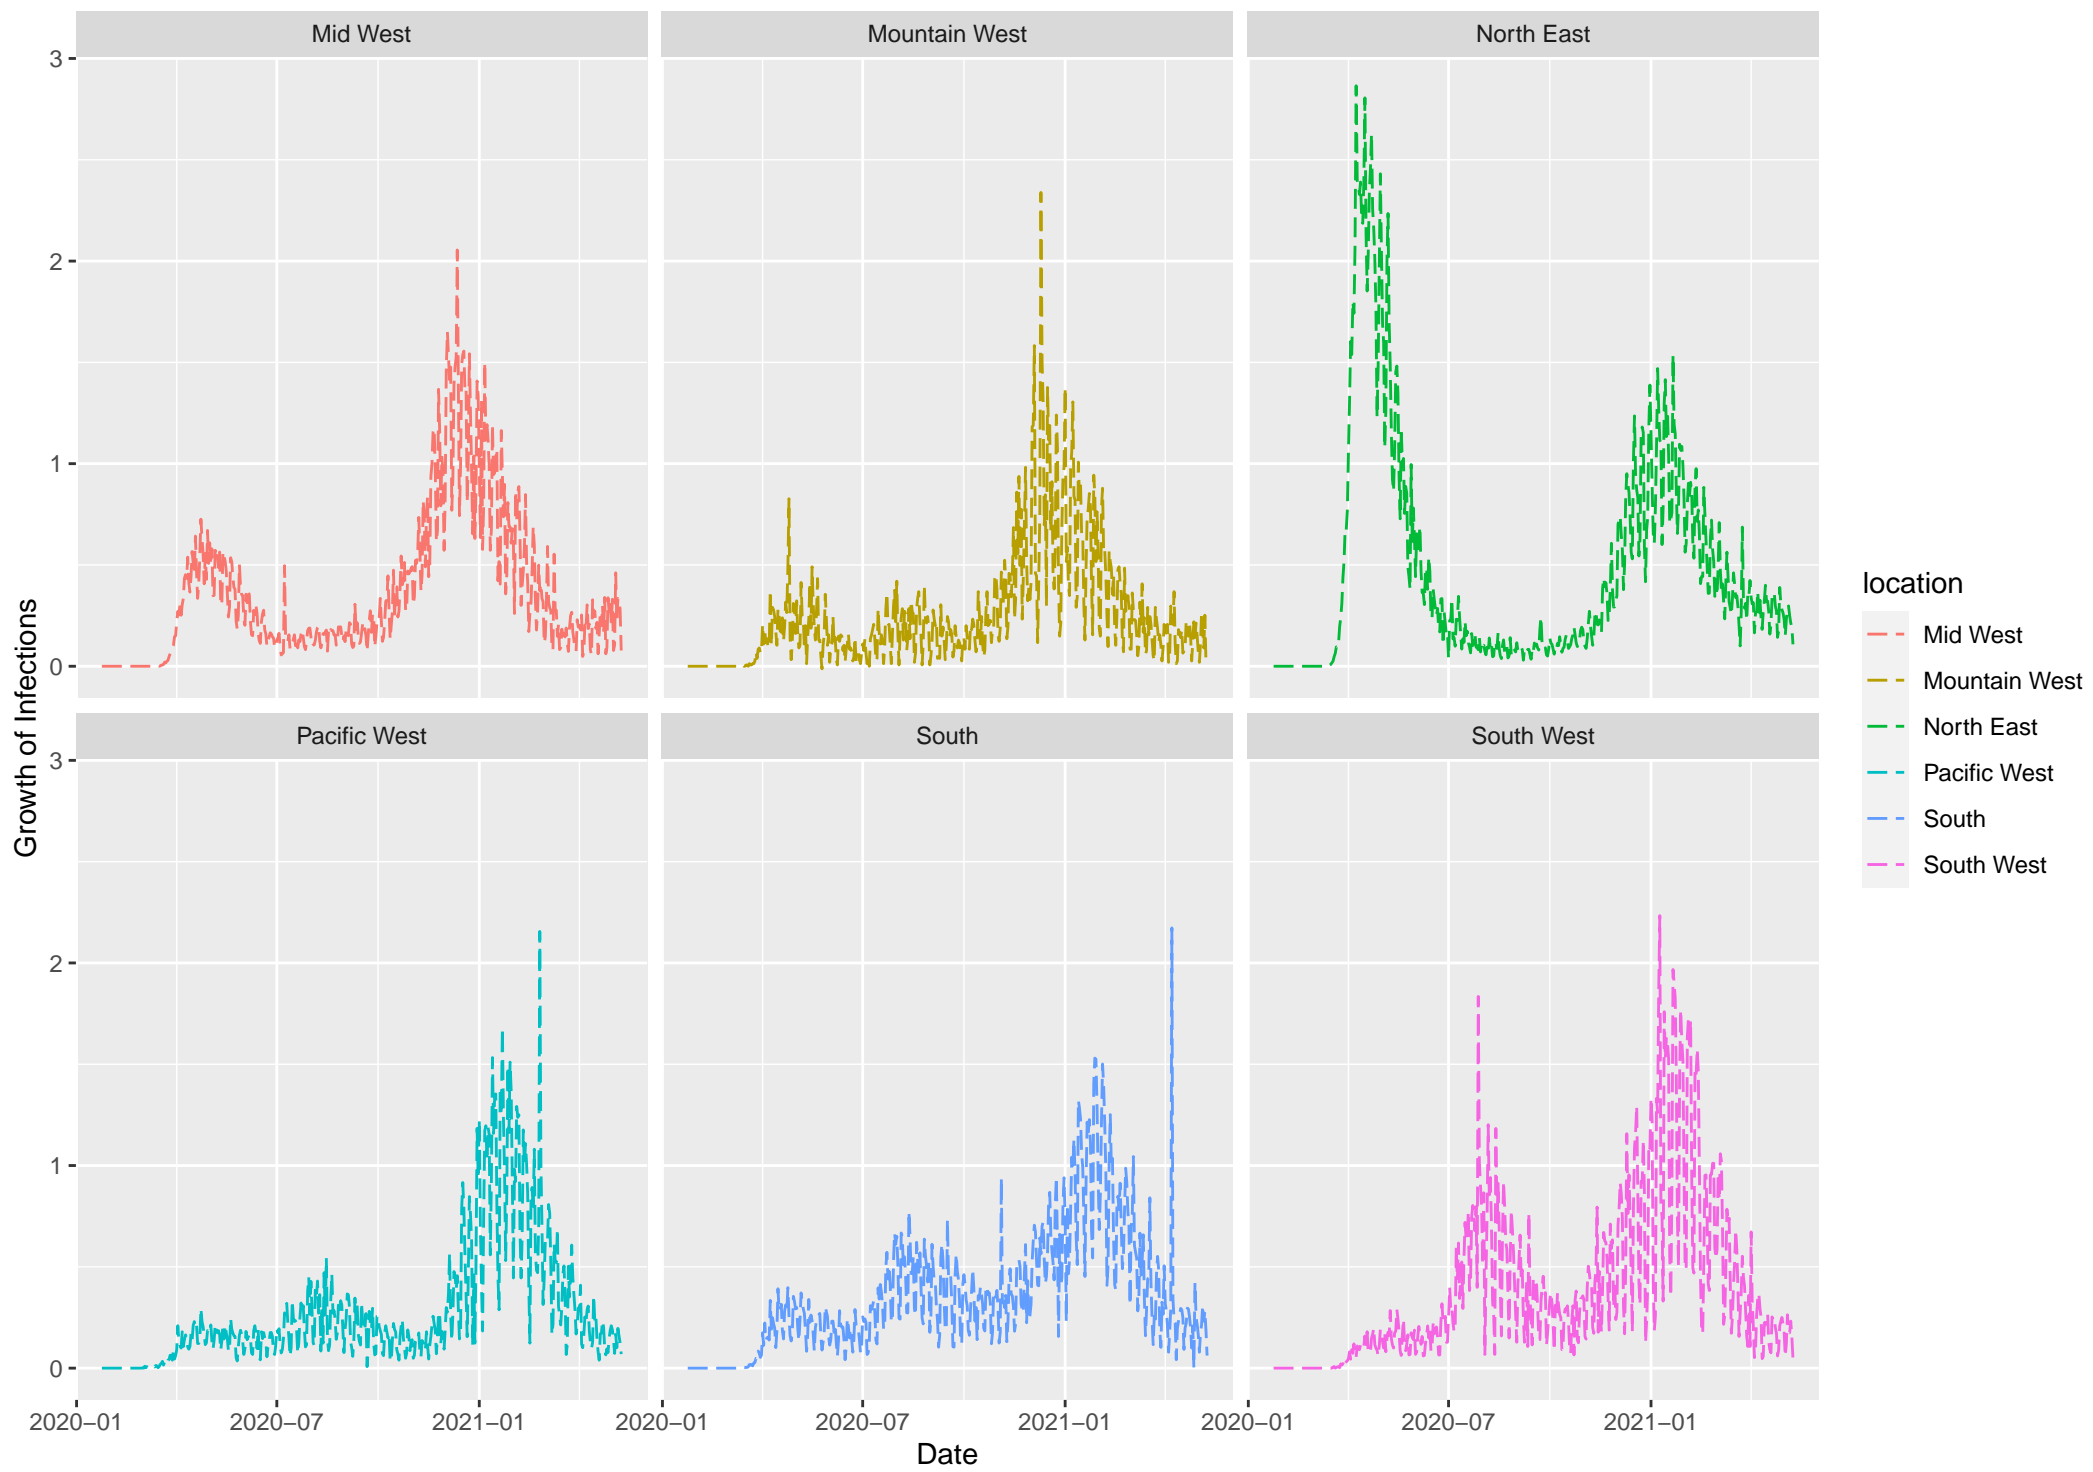 Mid West
Mountain West
North East
3
2
1
0
Growth of Infections
Pacific West
South
South West
3
2
1
0
2020–01
2020–07
2021–01
2020–01
2020–07
2021–01
2020–01
2020–07
2021–01
Date
location
Mid West
Mountain West
North East
Pacific West
South
South West